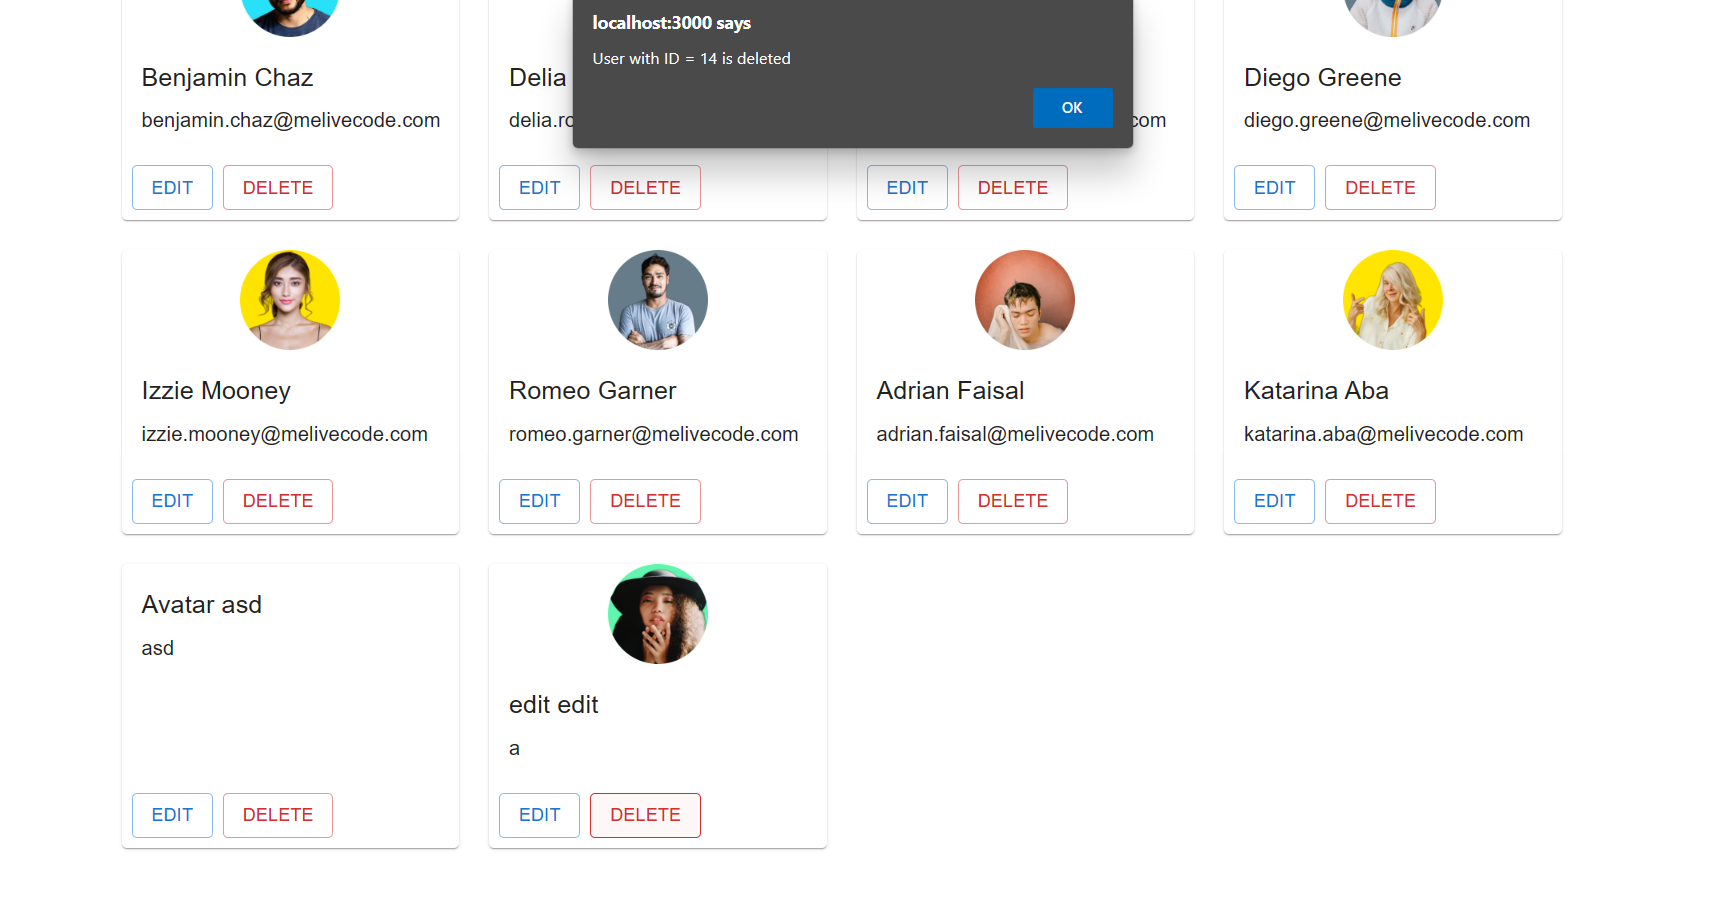 localhost:3000 says
User with ID = 14 is deleted
OK
Benjamin Chaz
Delia
Diego Greene
benjamin.chaz@melivecode.com
delia.ro
com
diego.greene@melivecode.com
EDIT DELETE
EDIT DELETE
EDIT DELETE
EDIT DELETE
Izzie Mooney
Romeo Garner
Adrian Faisal
Katarina Aba
izzie.mooney@melivecode.com
romeo.garner@melivecode.com
adrian.faisal@melivecode.com
katarina.aba@melivecode.com
EDIT DELETE
EDIT DELETE
EDIT DELETE
EDIT DELETE
Avatar asd
asd
EDIT DELETE
edit edit
a
EDIT DELETE